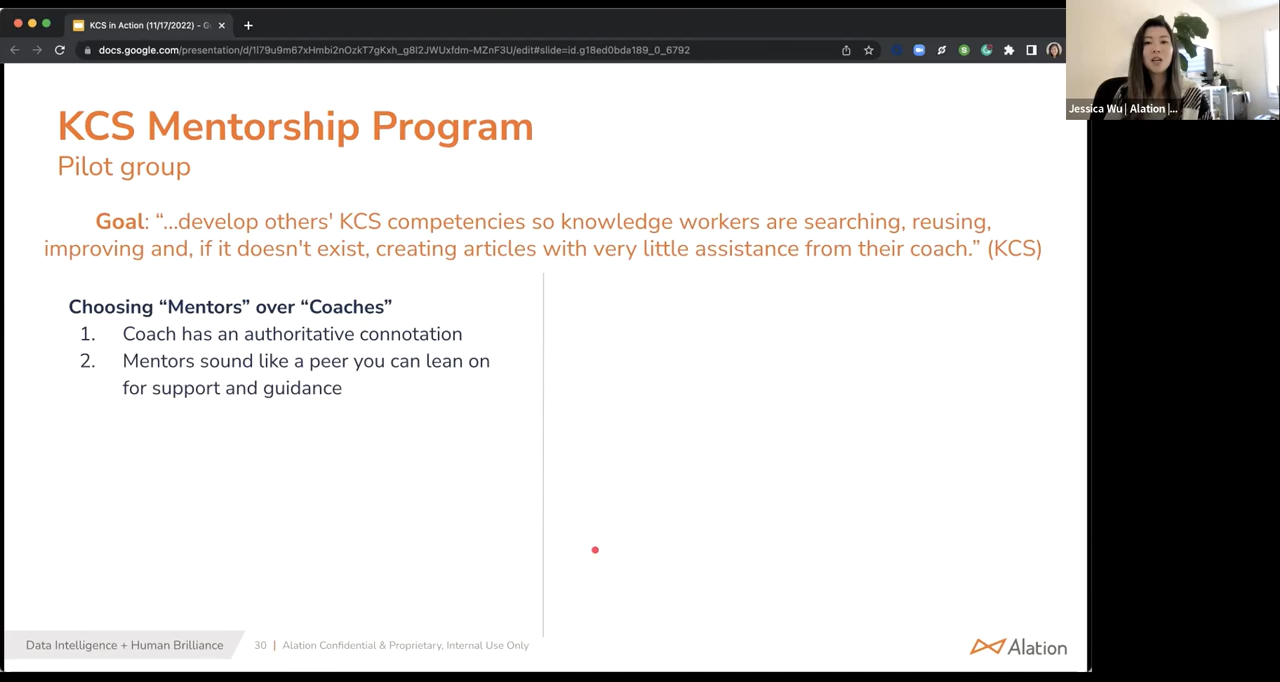 KCS in Action (11/17/2022) - G
docs.google.com/presentation/d/1l79u9m67xHmbi2nOzkT7gKxh_g8l2JWUxfdm-MZnF3U/edit#slide=id.g18ed0bda189_0_6792
Jessica Wu | Alation |...
KCS Mentorship Program
Pilot group
Goal: “...develop others' KCS competencies so knowledge workers are searching, reusing,
improving and, if it doesn't exist, creating articles with very little assistance from their coach.” (KCS)
Choosing “Mentors” over “Coaches”
1. Coach has an authoritative connotation
2. Mentors sound like a peer you can lean on
for support and guidance
Data Intelligence + Human Brilliance
30 | Alation Confidential & Proprietary, Internal Use Only
Alation